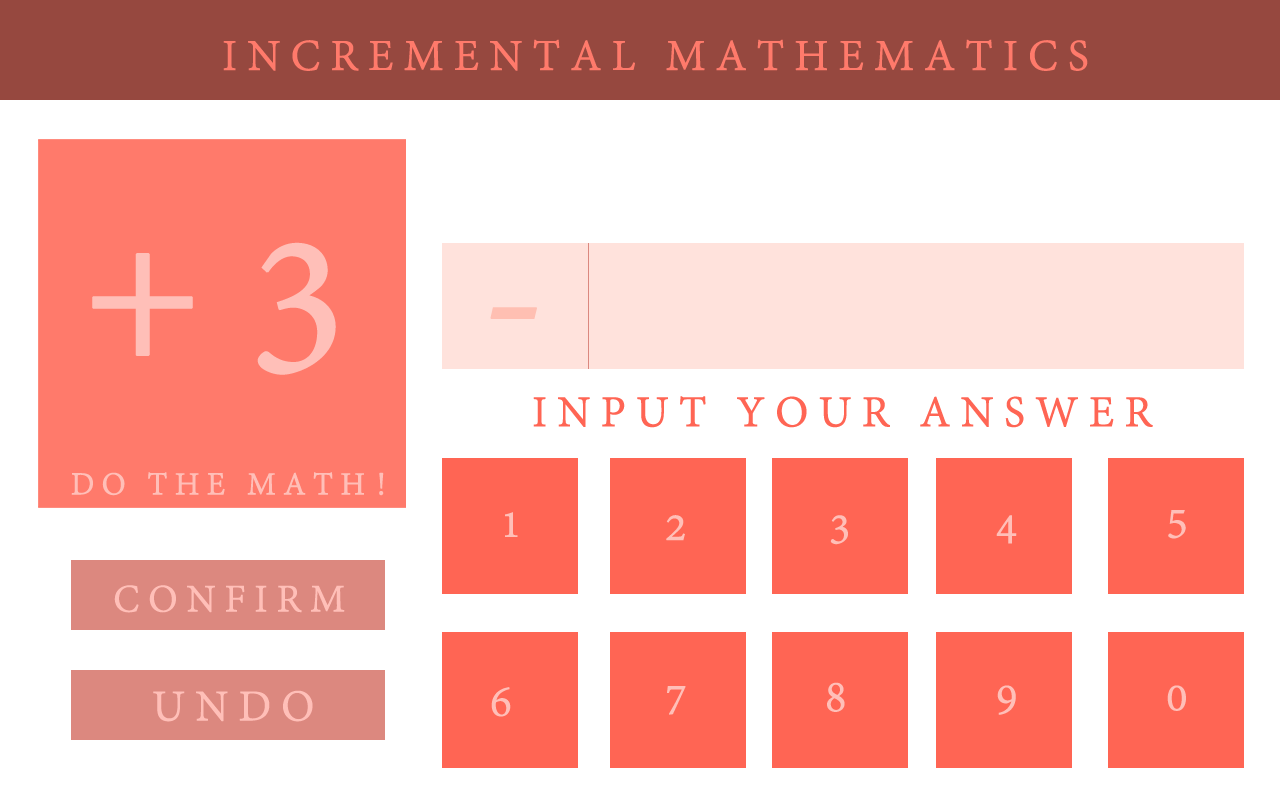 INCREMENTAL MATHEMATICS
+ 3
DO THE MATH!
–
INPUT YOUR ANSWER
1 2 3 4 5
6 7 8 9 0
CONFIRM
UNDO